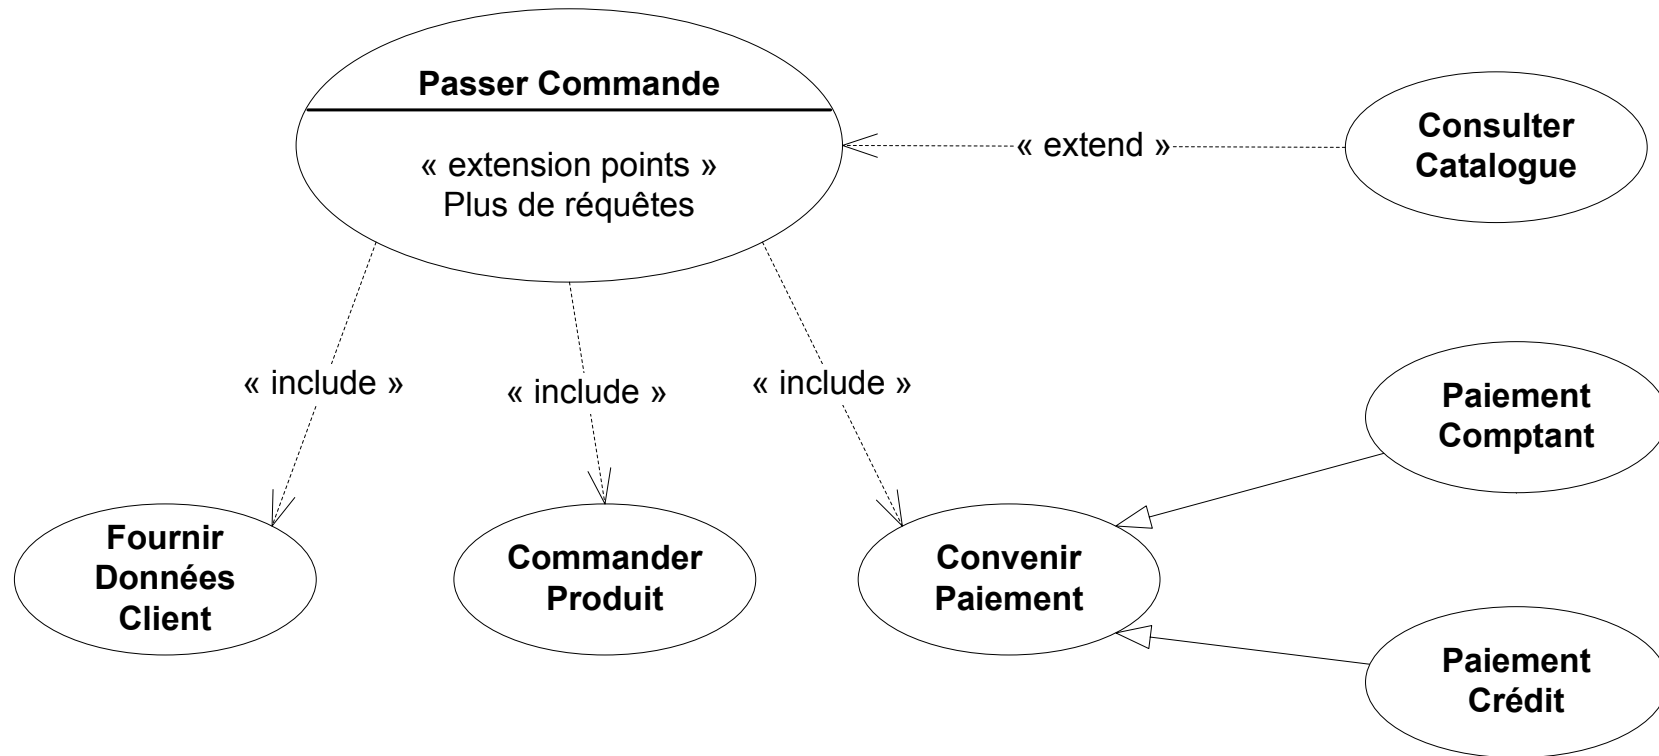 Passer Commande
« extension points »
Plus de réquêtes
« extend »
Consulter
Catalogue
« include »
« include »
« include »
Paiement
Comptant
Fournir
Données
Client
Commander
Produit
Convenir
Paiement
Paiement
Crédit